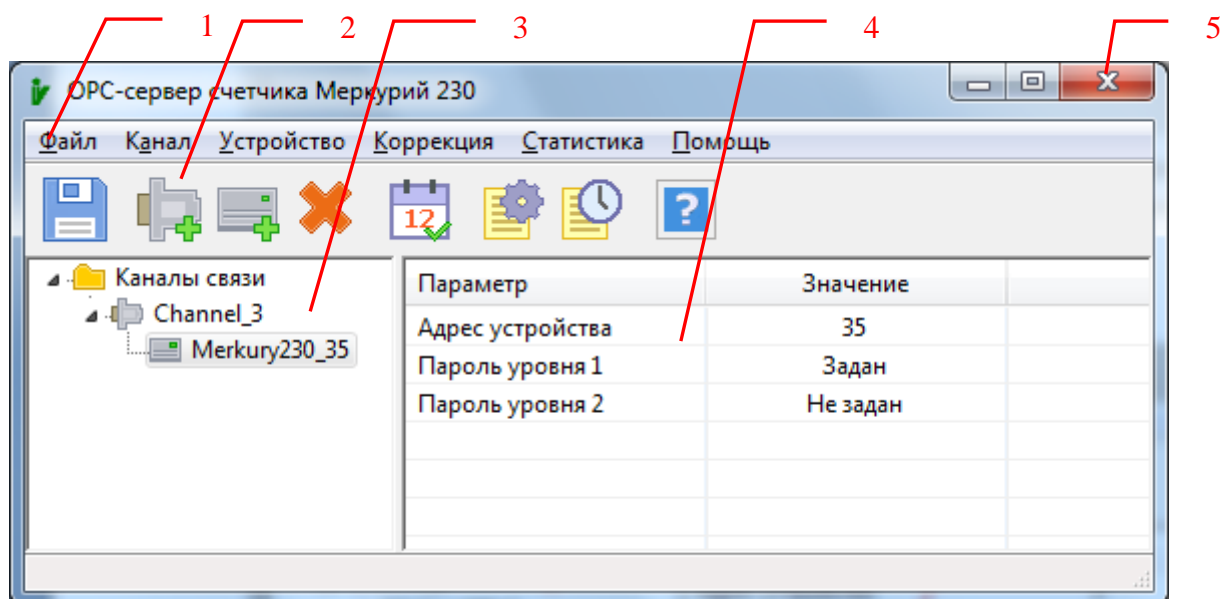 1 2 3 4 5
OPC-сервер счетчика Меркурий 230
Файл Канал Устройство Коррекция Статистика Помощь
12
?
Каналы связи
Channel_3
Merkury230_35
Параметр Значение
Адрес устройства 35
Пароль уровня 1 Задан
Пароль уровня 2 Не задан